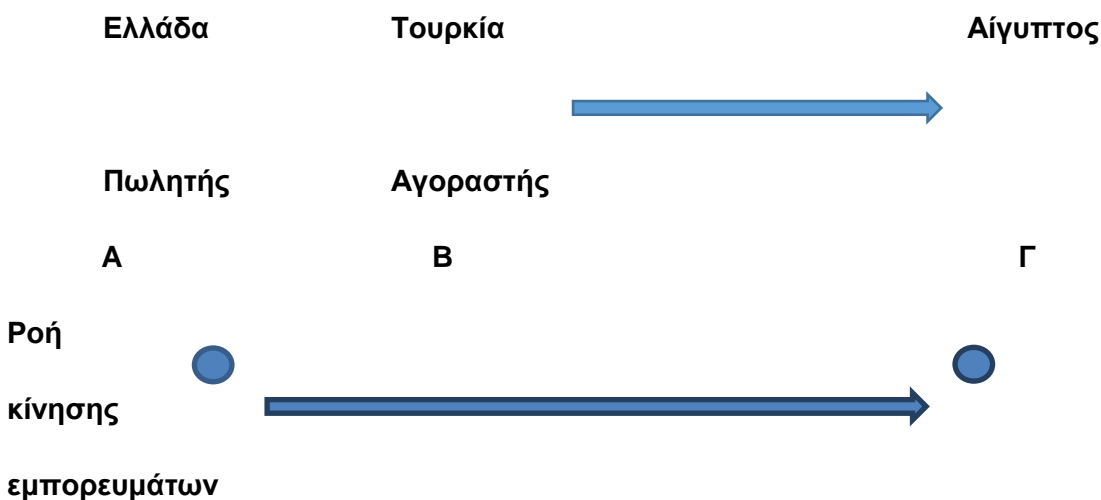 Ελλάδα Τουρκία Αίγυπτος
Πωλητής Αγοραστής
Α Β Γ
Ροή
κίνησης
εμπορευμάτων